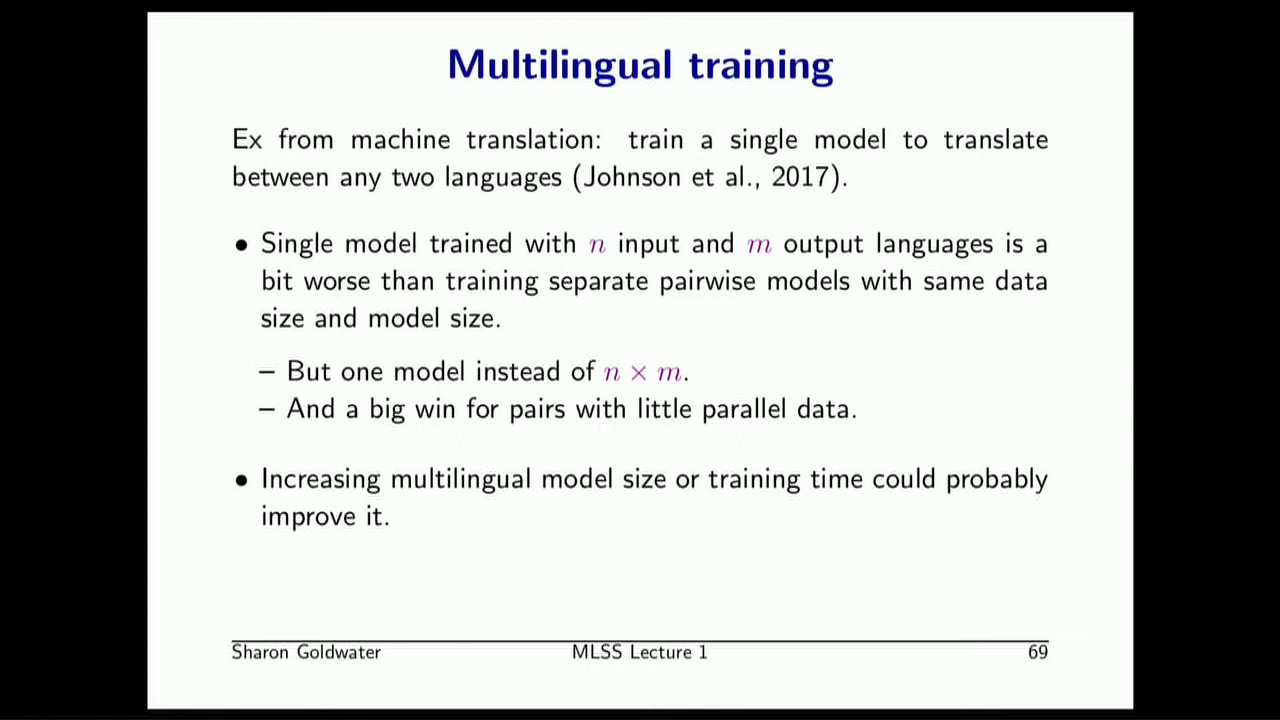 Multilingual training
Ex from machine translation: train a single model to translate
between any two languages (Johnson et al., 2017).
• Single model trained with n input and m output languages is a
bit worse than training separate pairwise models with same data
size and model size.
– But one model instead of n × m.
– And a big win for pairs with little parallel data.
• Increasing multilingual model size or training time could probably
improve it.
Sharon Goldwater MLSS Lecture 1 69